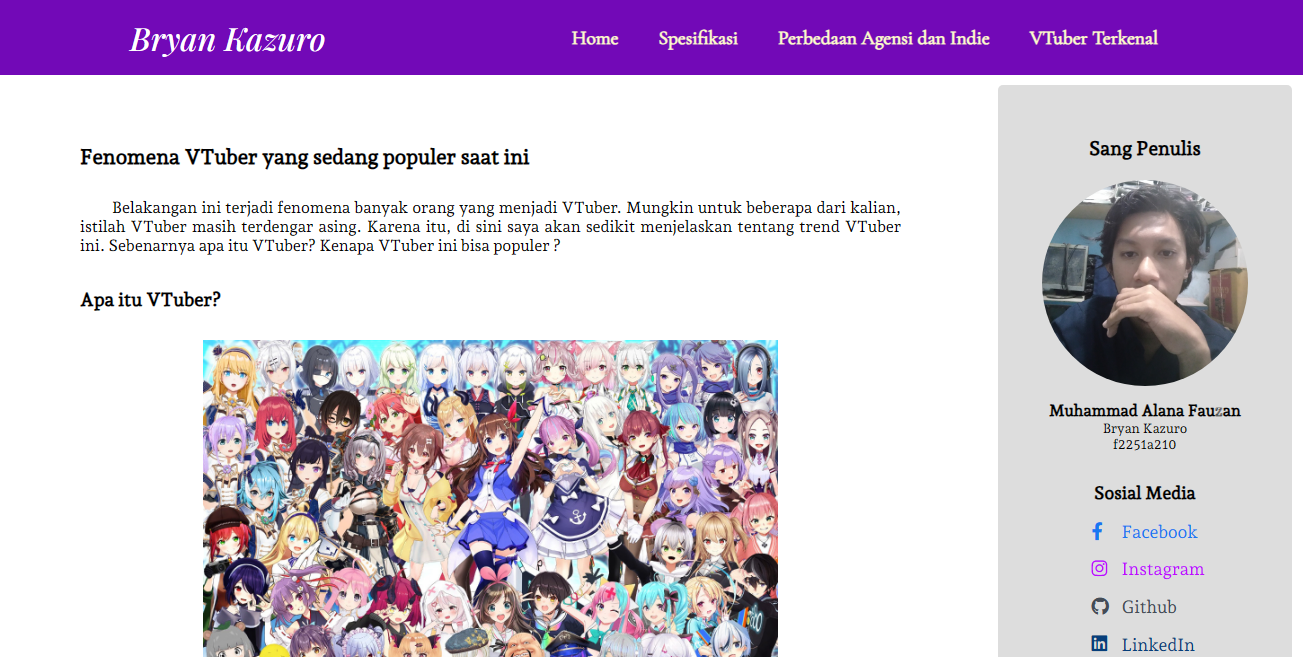 Bryan Kazuro
Home
Spesifikasi
Perbedaan Agensi dan Indie
VTuber Terkenal
Fenomena VTuber yang sedang populer saat ini
Belakangan ini terjadi fenomena banyak orang yang menjadi VTuber. Mungkin untuk beberapa dari kalian,
istilah VTuber masih terdengar asing. Karena itu, di sini saya akan sedikit menjelaskan tentang trend VTuber
ini. Sebenarnya apa itu VTuber? Kenapa VTuber ini bisa populer ?
Apa itu VTuber?
Sang Penulis
Muhammad Alana Fauzan
Bryan Kazuro
f2251a210
Sosial Media
Facebook
Instagram
Github
LinkedIn